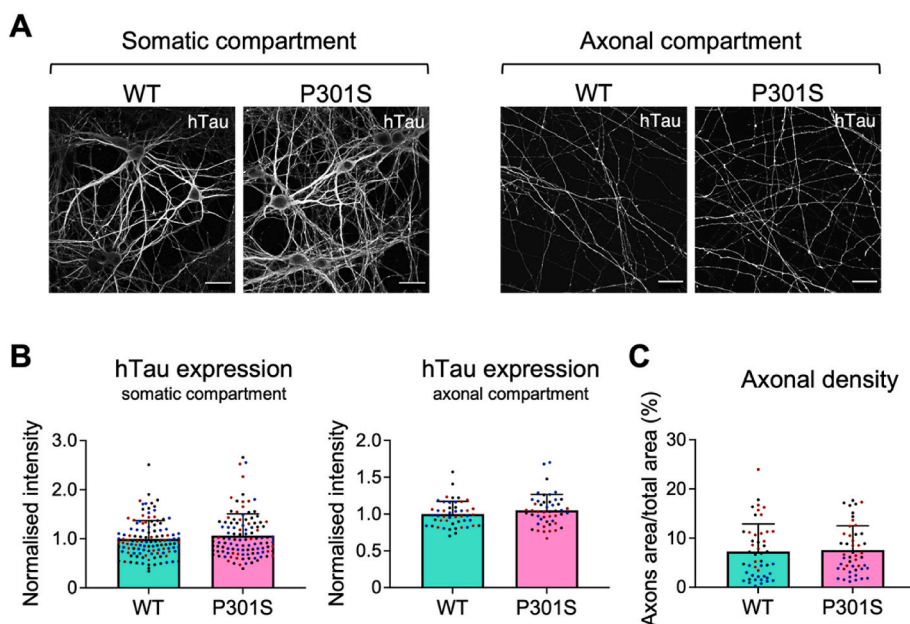 A
Somatic compartment
Axonal compartment
WT
P301S
WT
P301S
hTau
hTau
hTau
hTau
B
hTau expression
somatic compartment
Normalised intensity
3.0
2.0
1.0
0
WT
P301S
hTau expression
axonal compartment
Normalised intensity
2.0
1.5
1.0
0.5
0
WT
P301S
C
Axonal density
Axons area/total area (%)
30
20
10
0
WT
P301S